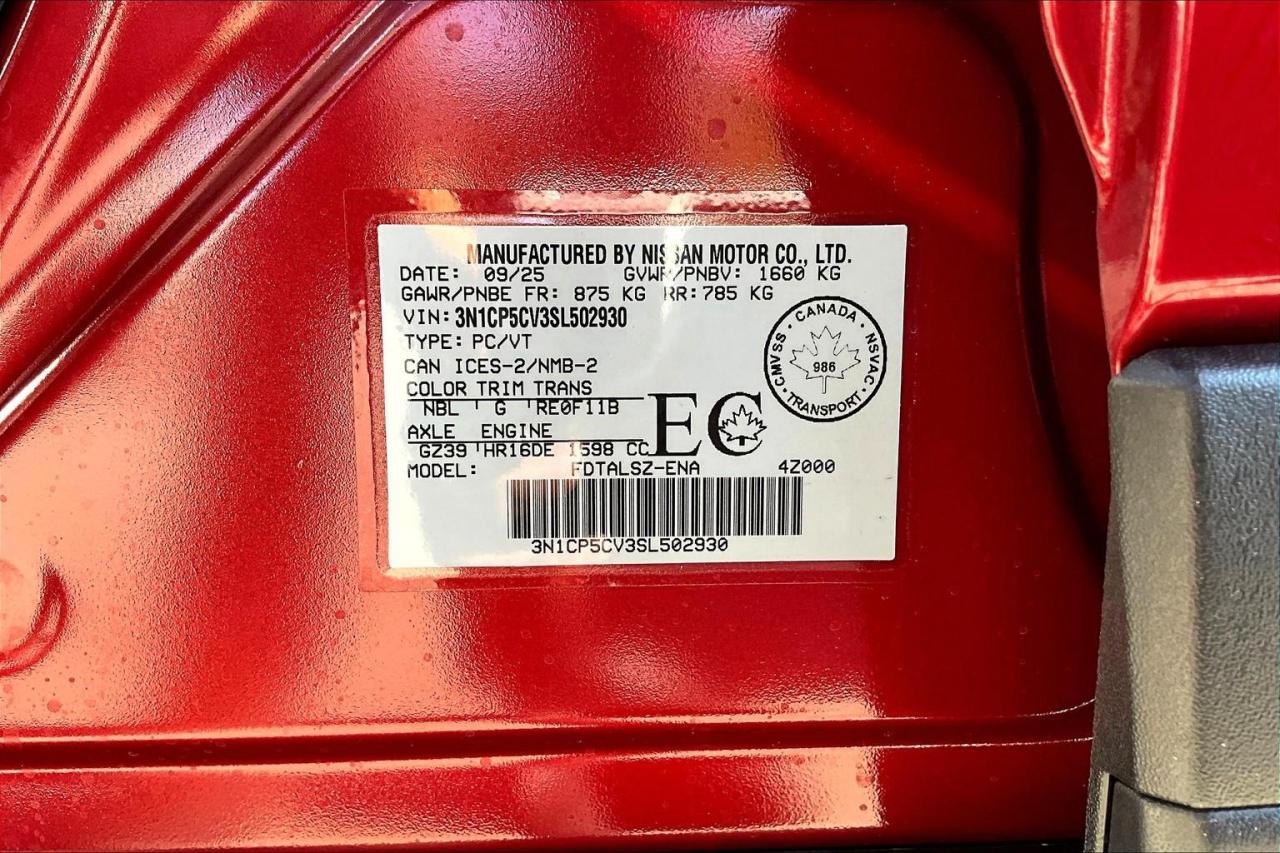 MANUFACTURED BY NISSAN MOTOR CO., LTD.
DATE: 09/25 GVWR/PNBV: 1660 KG
GAWR/PNBE FR: 875 KG RR: 785 KG
VIN: 3N1CP5CV3SL502930
TYPE: PC/VT
CAN ICES-2/NMB-2
COLOR TRIM TRANS
NBL G RE0F11B
AXLE ENGINE
GZ39 HR16DE 1598 CC
EC
MODEL: FDTALSZ-ENA 4Z000
3N1CP5CV3SL502930
CANADA · NSVAC · TRANSPORT · CMVSS ·
986